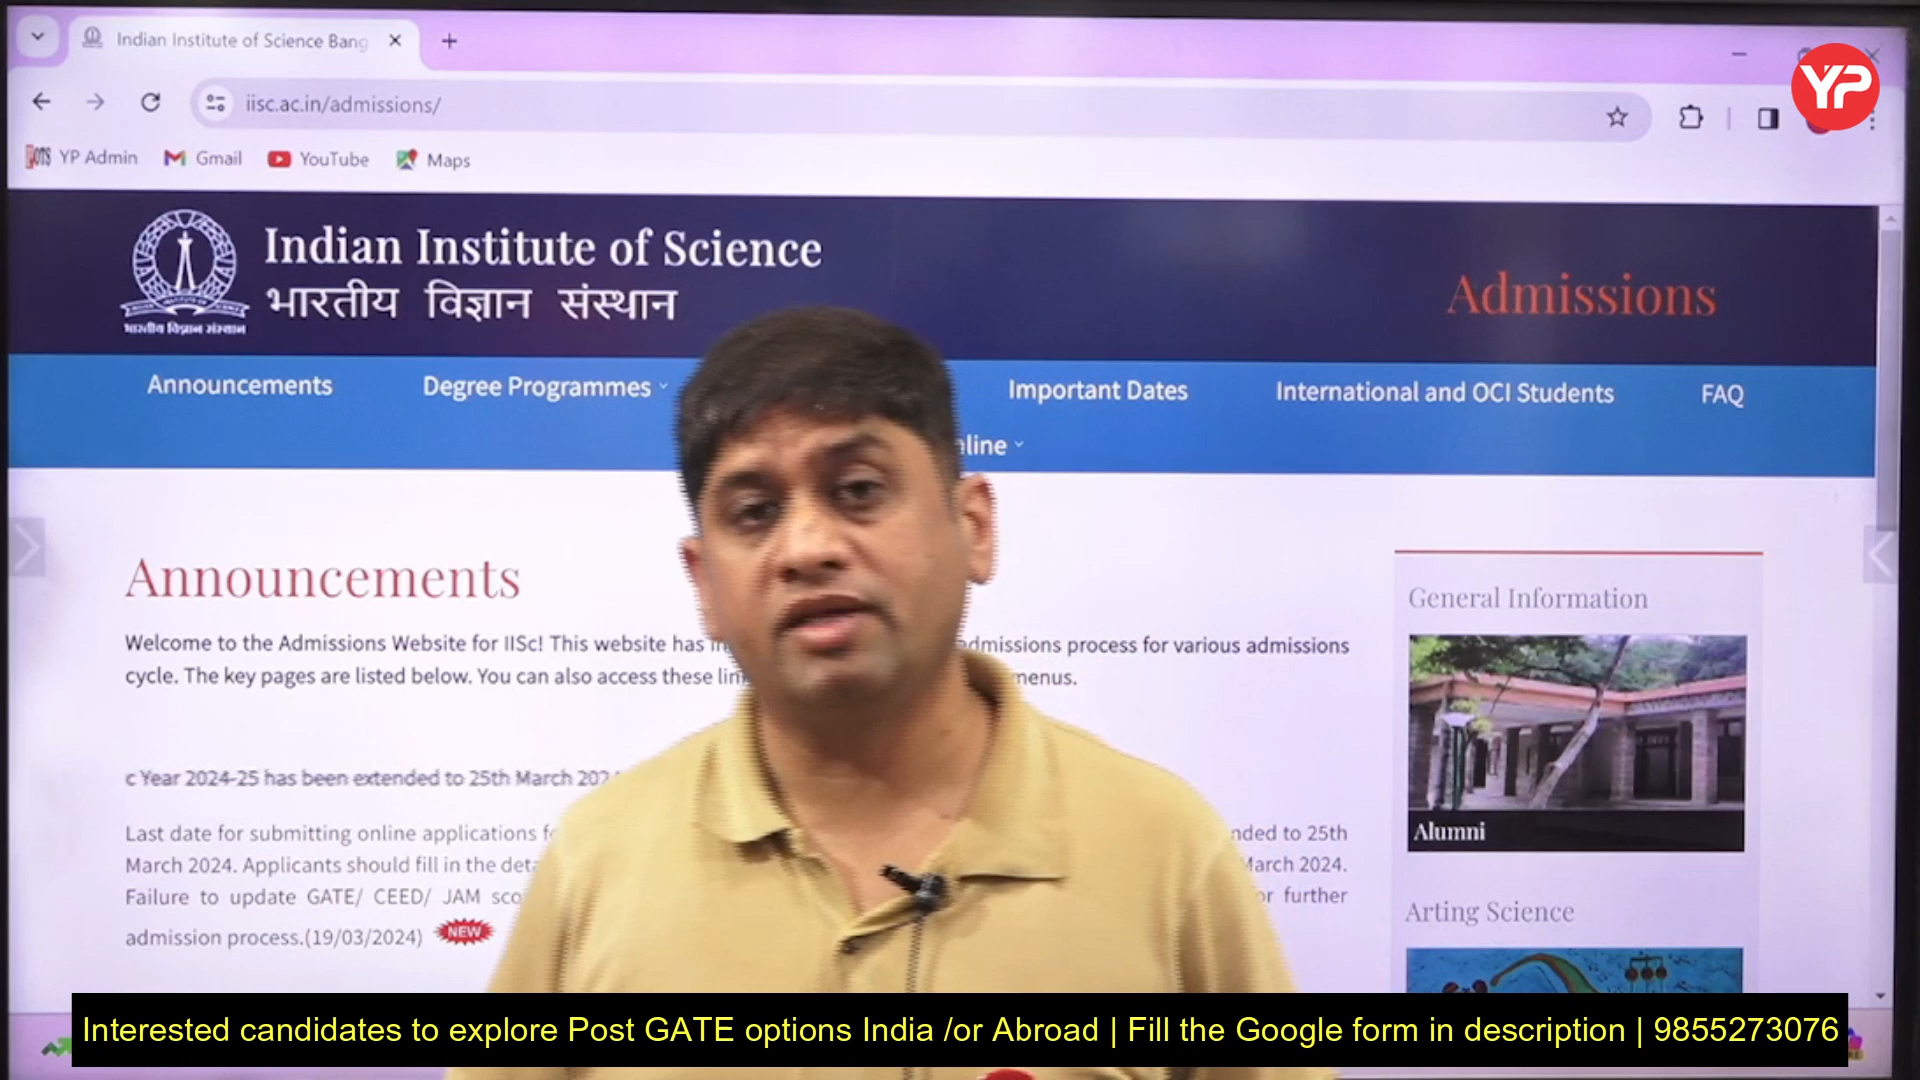 Indian Institute of Science Bang
YP
iisc.ac.in/admissions/
YP Admin Gmail YouTube Maps
Indian Institute of Science
भारतीय विज्ञान संस्थान
भारतीय विज्ञान संस्थान
Admissions
Announcements Degree Programmes Important Dates International and OCI Students FAQ
line
Announcements
Welcome to the Admissions Website for IISc! This website has admissions process for various admissions
cycle. The key pages are listed below. You can also access these menus.
c Year 2024-25 has been extended to 25th March
Last date for submitting online applications to 25th
March 2024. Applicants should fill in the March 2024.
Failure to update GATE/ CEED/ JAM further
admission process.(19/03/2024) NEW
General Information
Alumni
Arting Science
Interested candidates to explore Post GATE options India /or Abroad | Fill the Google form in description | 9855273076